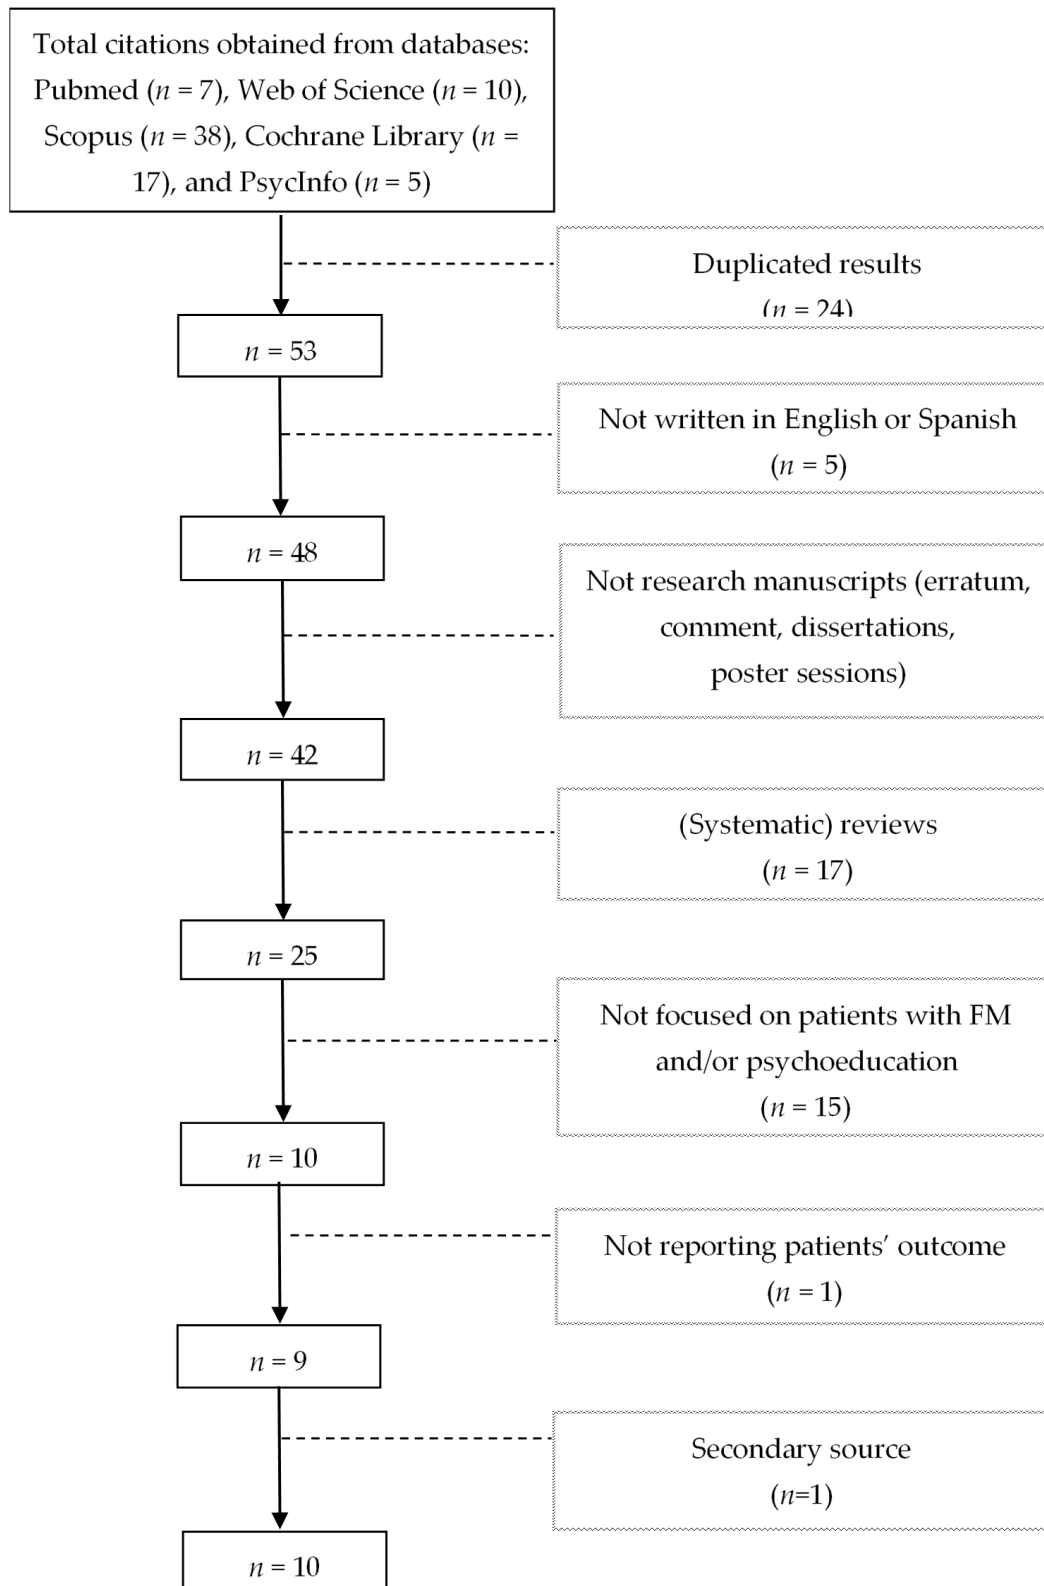 Total citations obtained from databases:
Pubmed (n = 7), Web of Science (n = 10),
Scopus (n = 38), Cochrane Library (n =
17), and PsycInfo (n = 5)
Duplicated results
(n = 24)
n = 53
Not written in English or Spanish
(n = 5)
n = 48
Not research manuscripts (erratum,
comment, dissertations,
poster sessions)
n = 42
(Systematic) reviews
(n = 17)
n = 25
Not focused on patients with FM
and/or psychoeducation
(n = 15)
n = 10
Not reporting patients’ outcome
(n = 1)
n = 9
Secondary source
(n=1)
n = 10